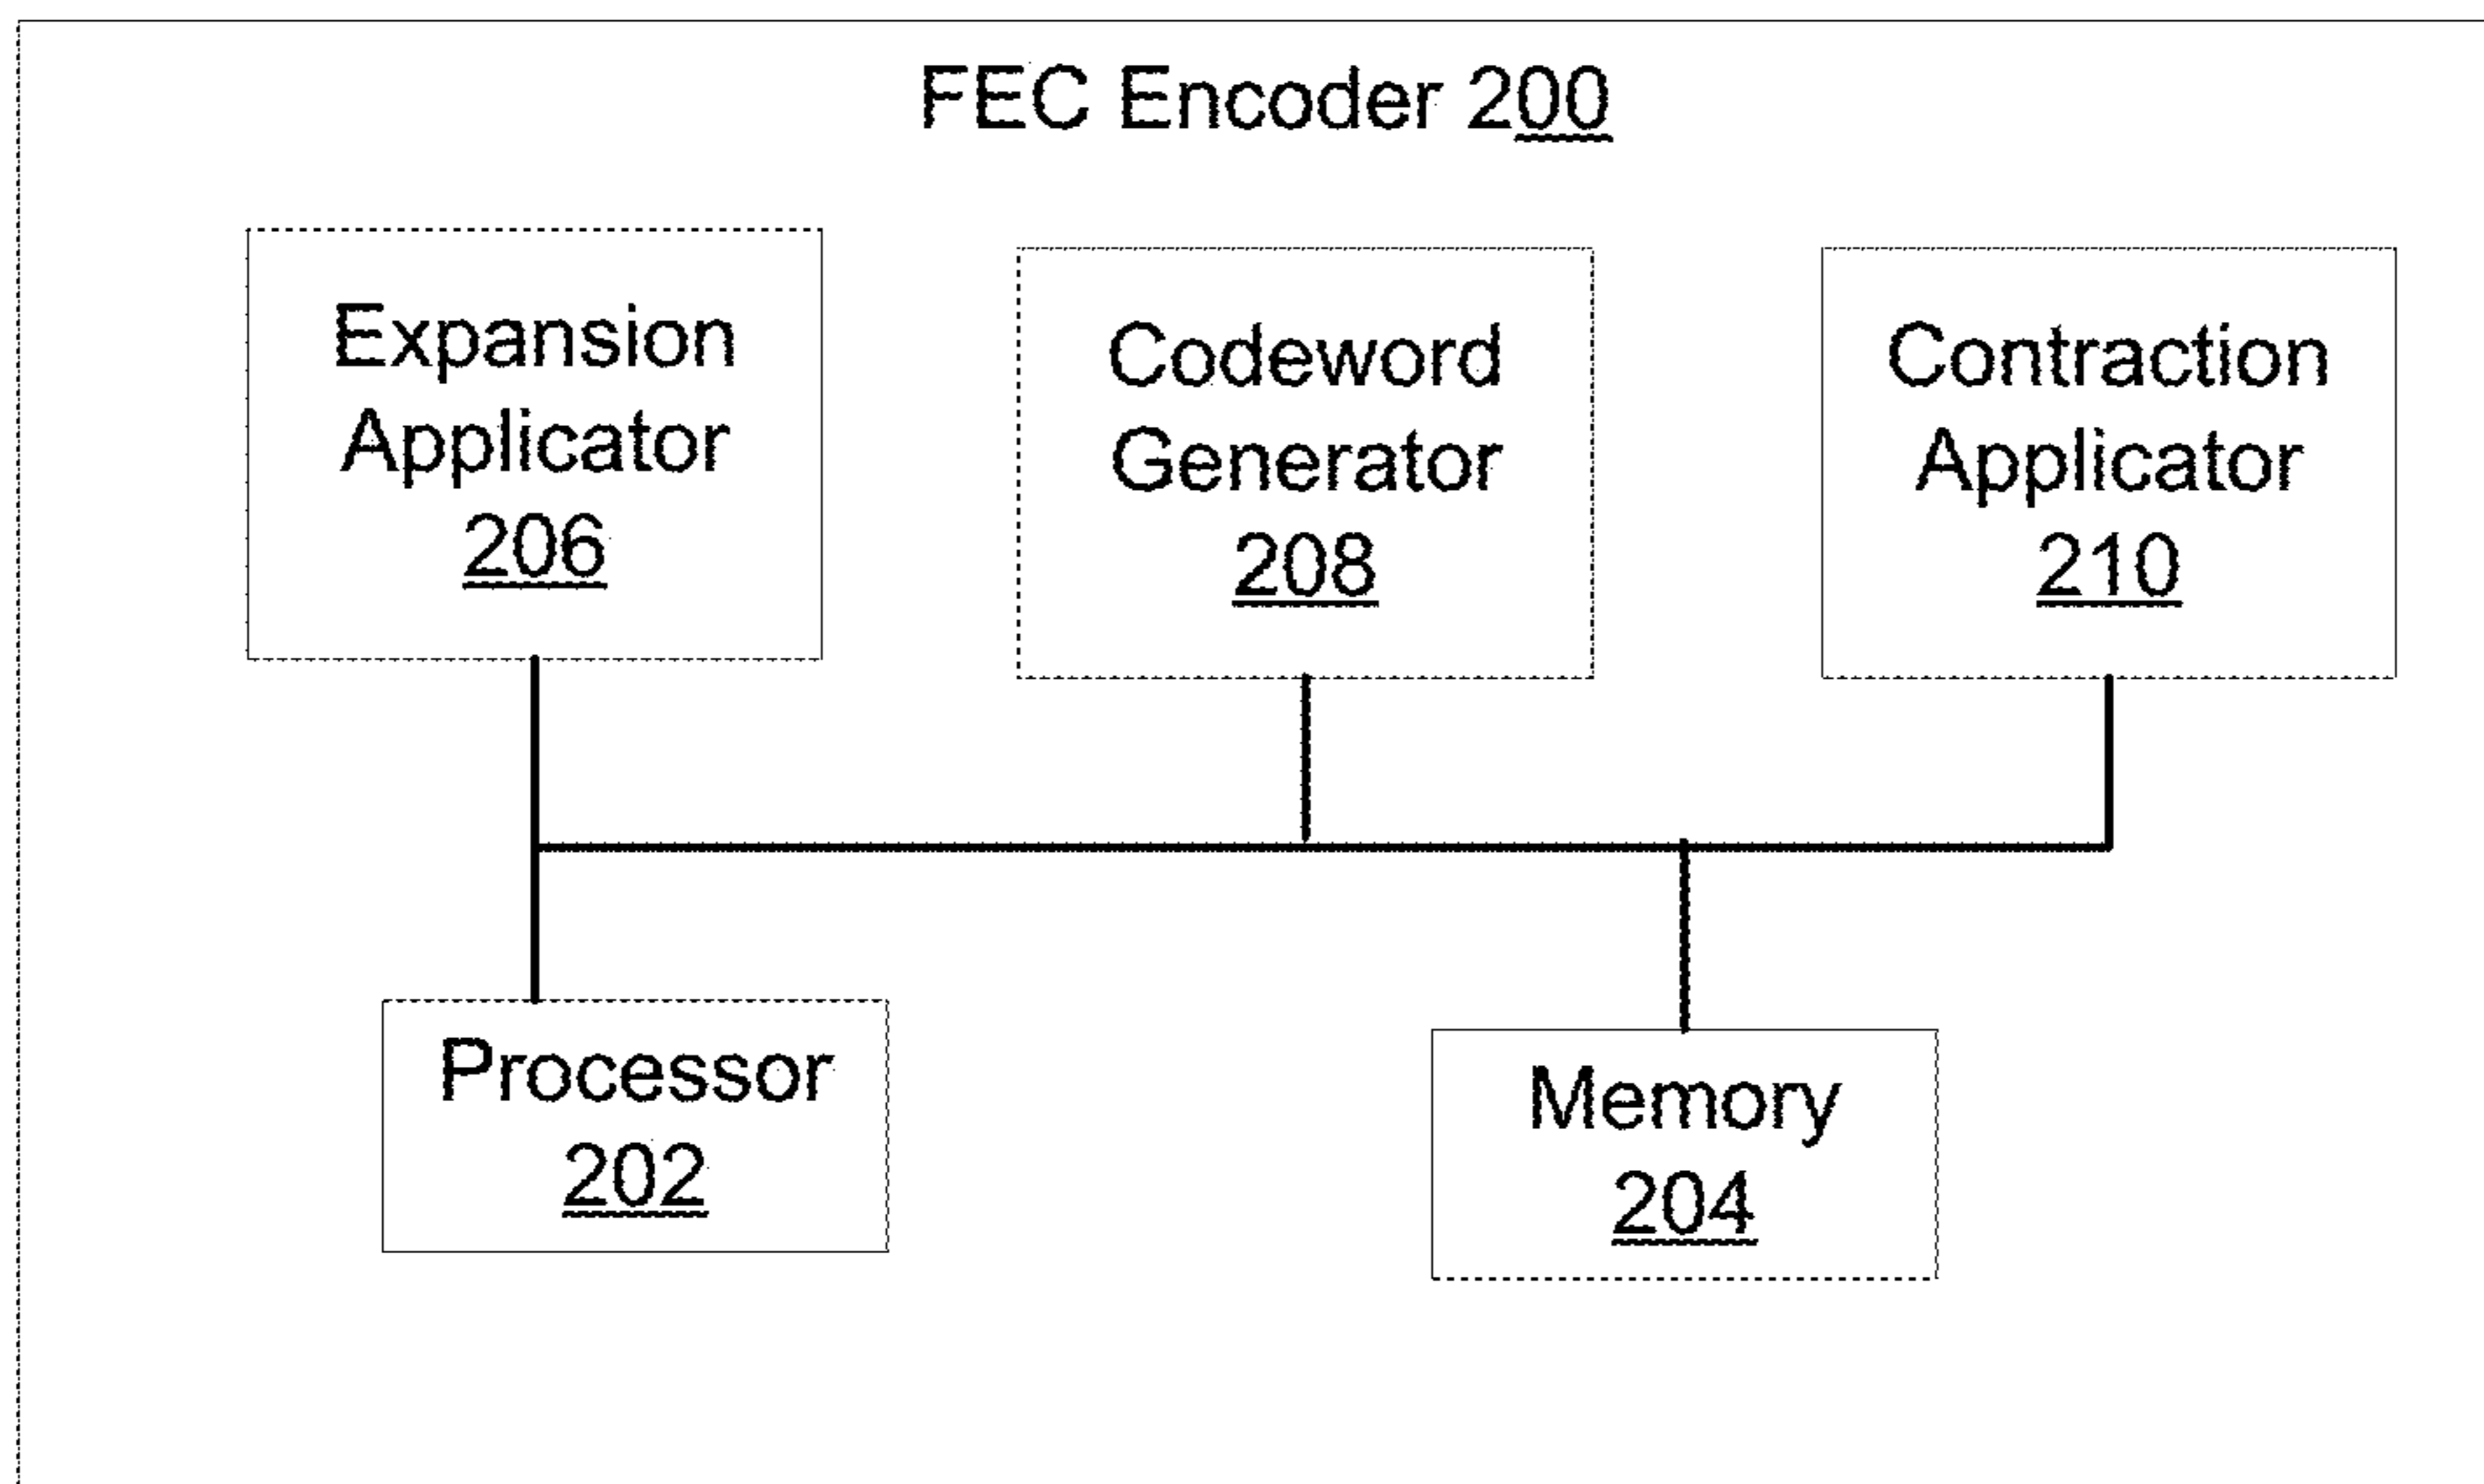 FEC Encoder 200
Expansion
Applicator
206
Codeword
Generator
208
Contraction
Applicator
210
Processor
202
Memory
204